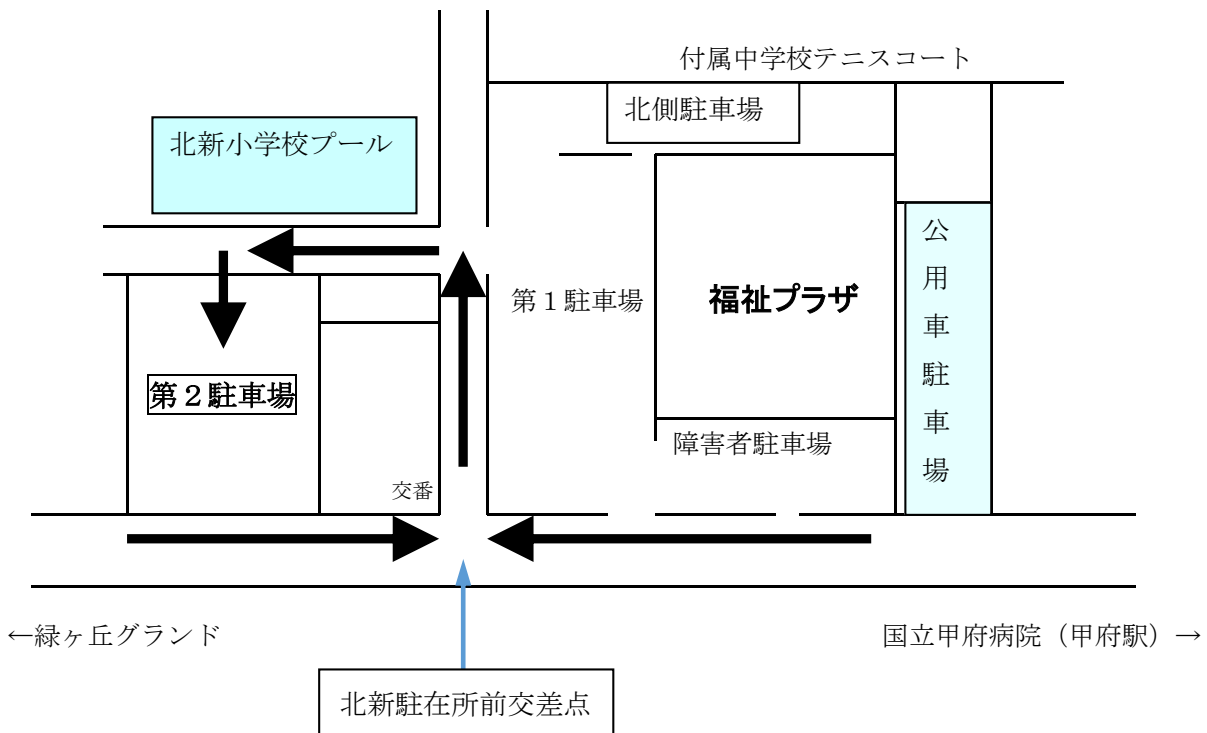 付属中学校テニスコート
北側駐車場
北新小学校プール
公用車駐車場
第1駐車場
福祉プラザ
第2駐車場
障害者駐車場
交番
←緑ヶ丘グランド
国立甲府病院（甲府駅）→
北新駐在所前交差点